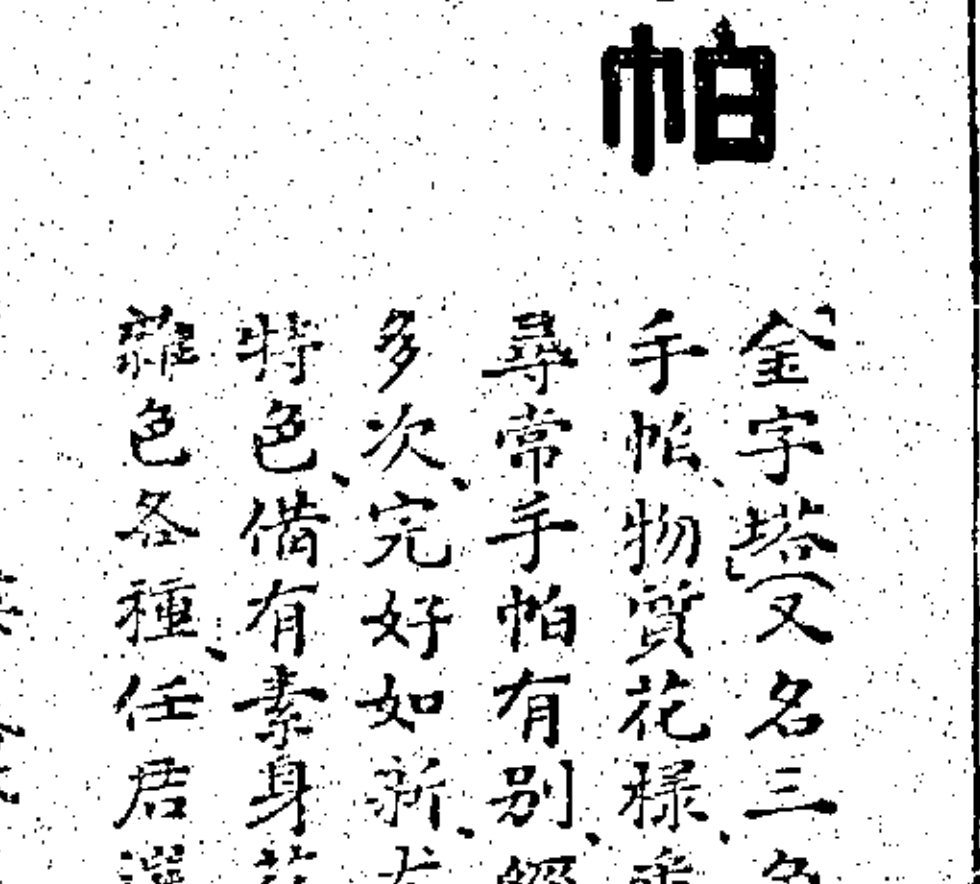 帕
「金字塔」(又名三
手帕、物質花樣、
尋常手帕有別、
多次、完好如新、
特色、備有素身
雜色各種、任君